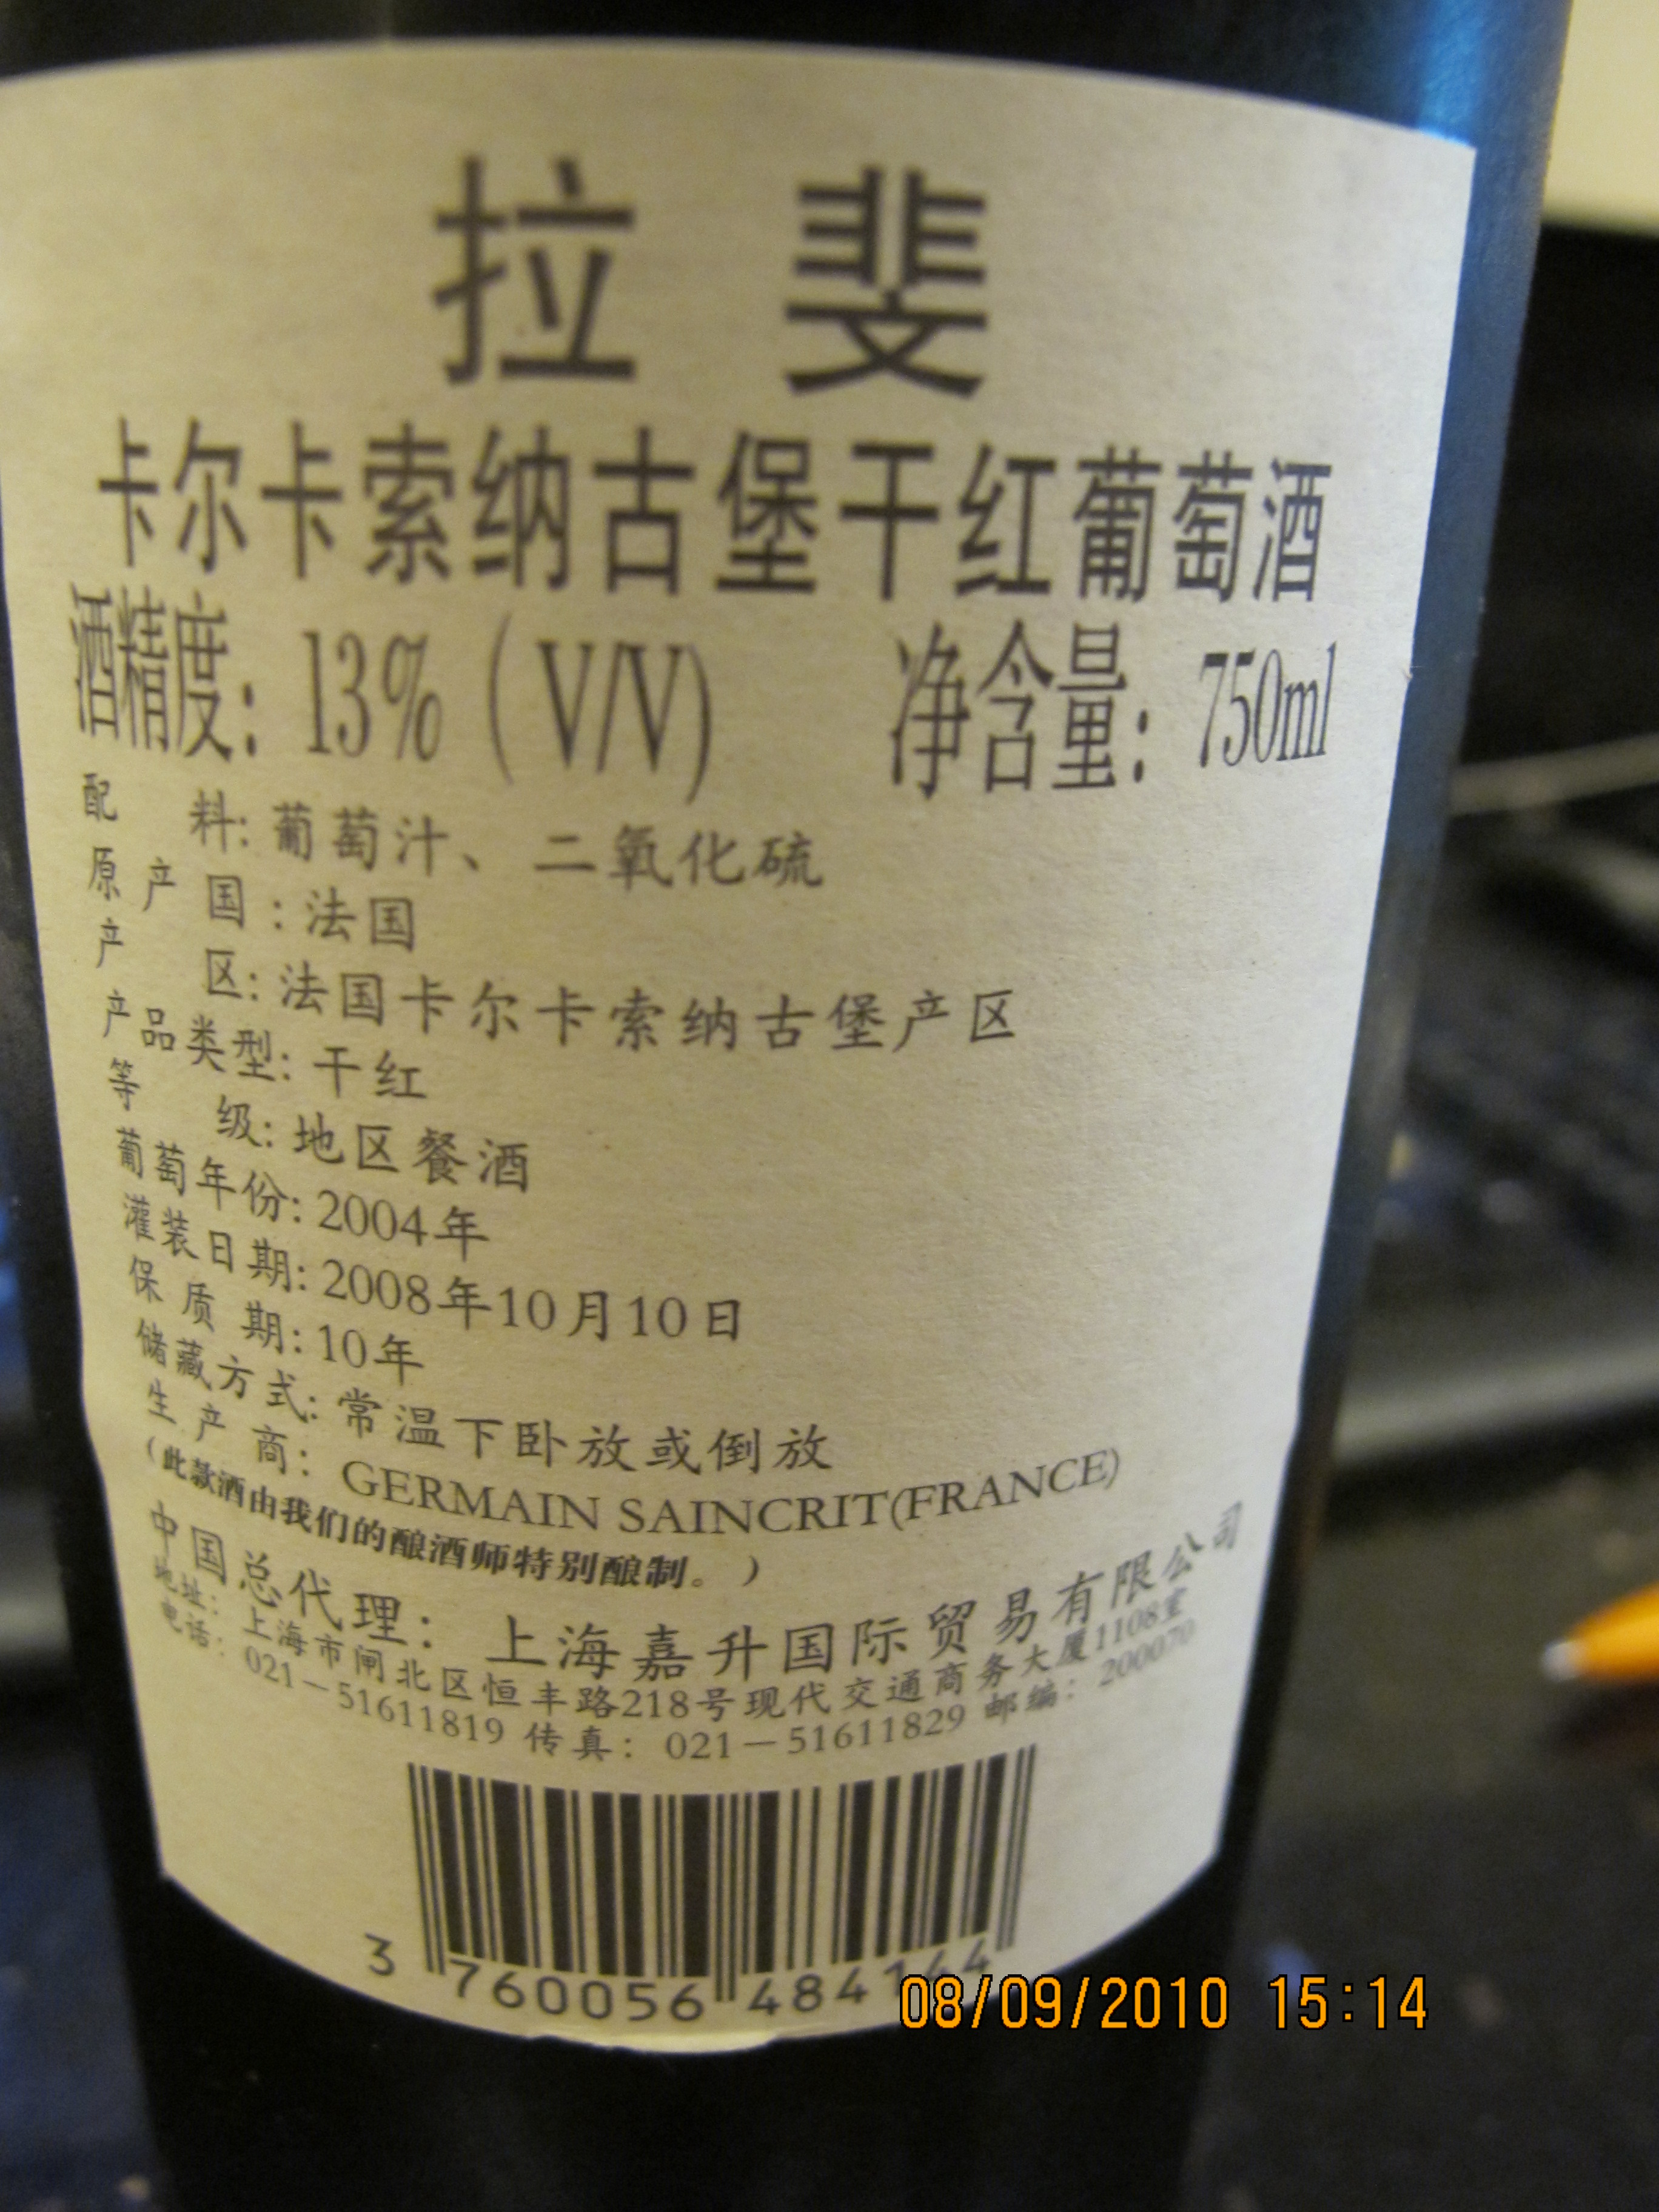 拉斐
卡尔卡索纳古堡干红葡萄酒
酒精度：13%（V/V） 净含量：750ml
配料：葡萄汁、二氧化硫
原产国：法国
产区：法国卡尔卡索纳古堡产区
产品类型：干红
等级：地区餐酒
葡萄年份：2004年
灌装日期：2008年10月10日
保质期：10年
储藏方式：常温下卧放或倒放
生产商：GERMAIN SAINCRIT(FRANCE)
（此款酒由我们的酿酒师特别酿制。）
中国总代理：上海嘉升国际贸易有限公司
地址：上海市闸北区恒丰路218号现代交通商务大厦1108室
电话：021－51611819 传真：021－51611829 邮编：200070
3 760056 484144
08/09/2010 15:14